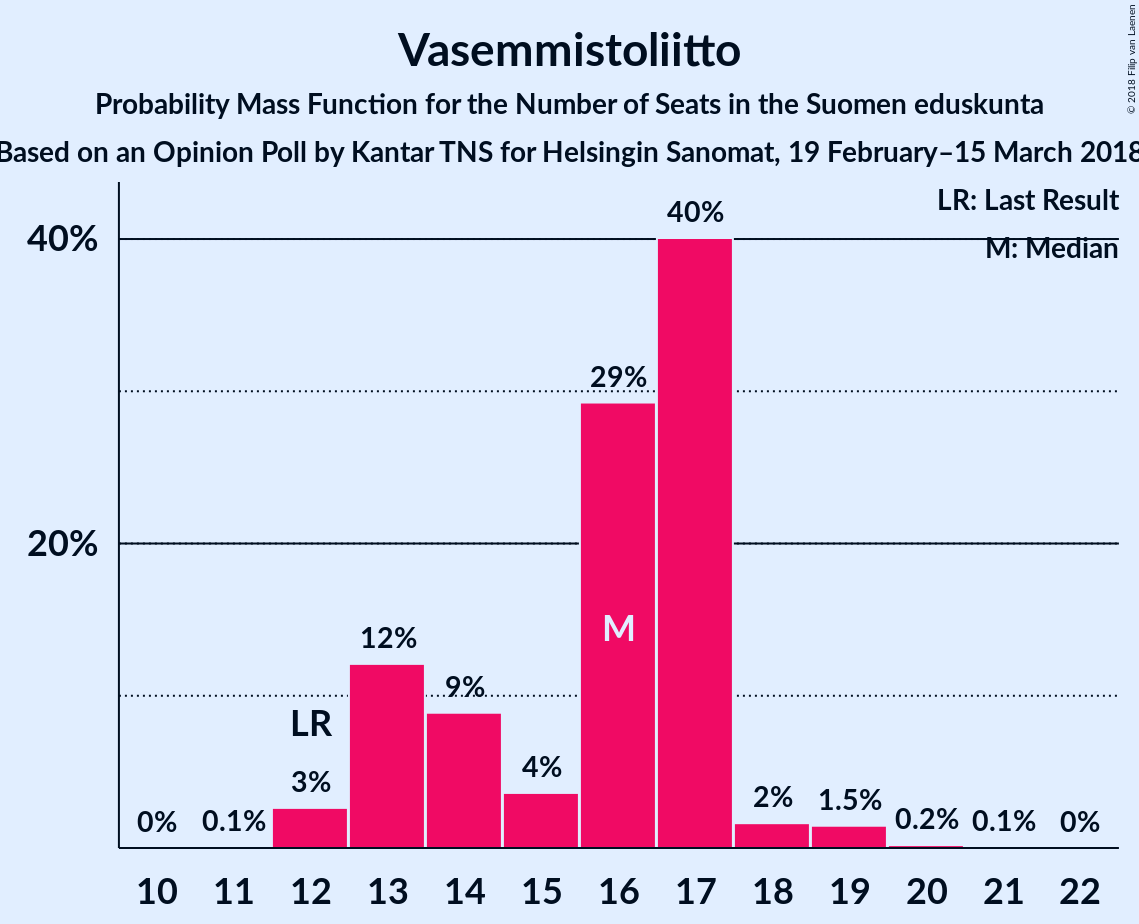 Vasemmistoliitto
Probability Mass Function for the Number of Seats in the Suomen eduskunta
Based on an Opinion Poll by Kantar TNS for Helsingin Sanomat, 19 February–15 March 2018
© 2018 Filip van Laenen
LR: Last Result
M: Median
40%
20%
0%
0.1%
3%
LR
12%
9%
4%
29%
M
40%
2%
1.5%
0.2%
0.1%
0%
10 11 12 13 14 15 16 17 18 19 20 21 22